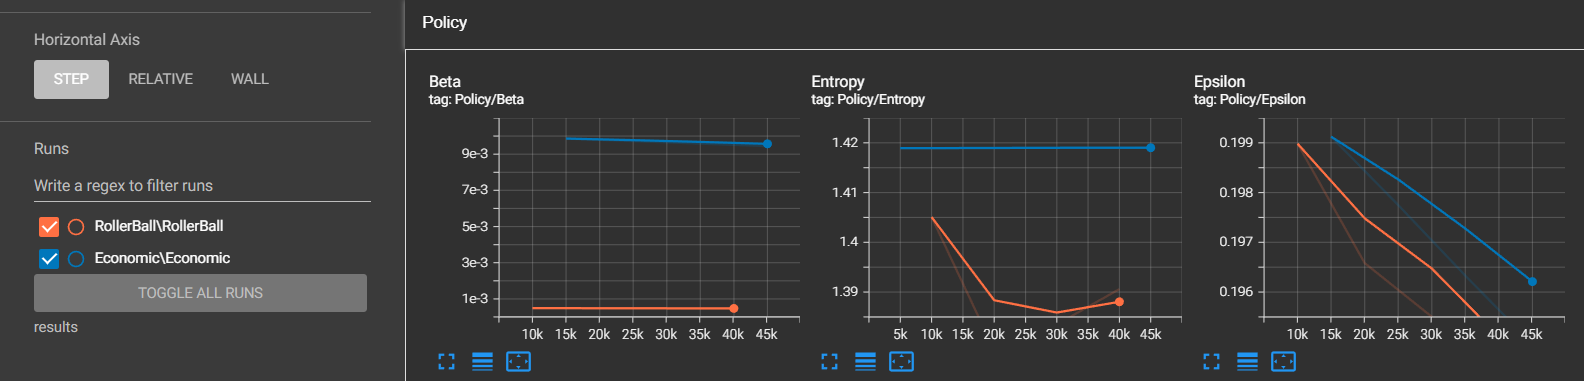 Horizontal Axis
STEP RELATIVE WALL
Runs
Write a regex to filter runs
RollerBall\RollerBall
Economic\Economic
TOGGLE ALL RUNS
results
Policy
Beta
tag: Policy/Beta
9e-3
7e-3
5e-3
3e-3
1e-3
10k 15k 20k 25k 30k 35k 40k 45k
Entropy
tag: Policy/Entropy
1.42
1.41
1.4
1.39
5k 10k 15k 20k 25k 30k 35k 40k 45k
Epsilon
tag: Policy/Epsilon
0.199
0.198
0.197
0.196
10k 15k 20k 25k 30k 35k 40k 45k